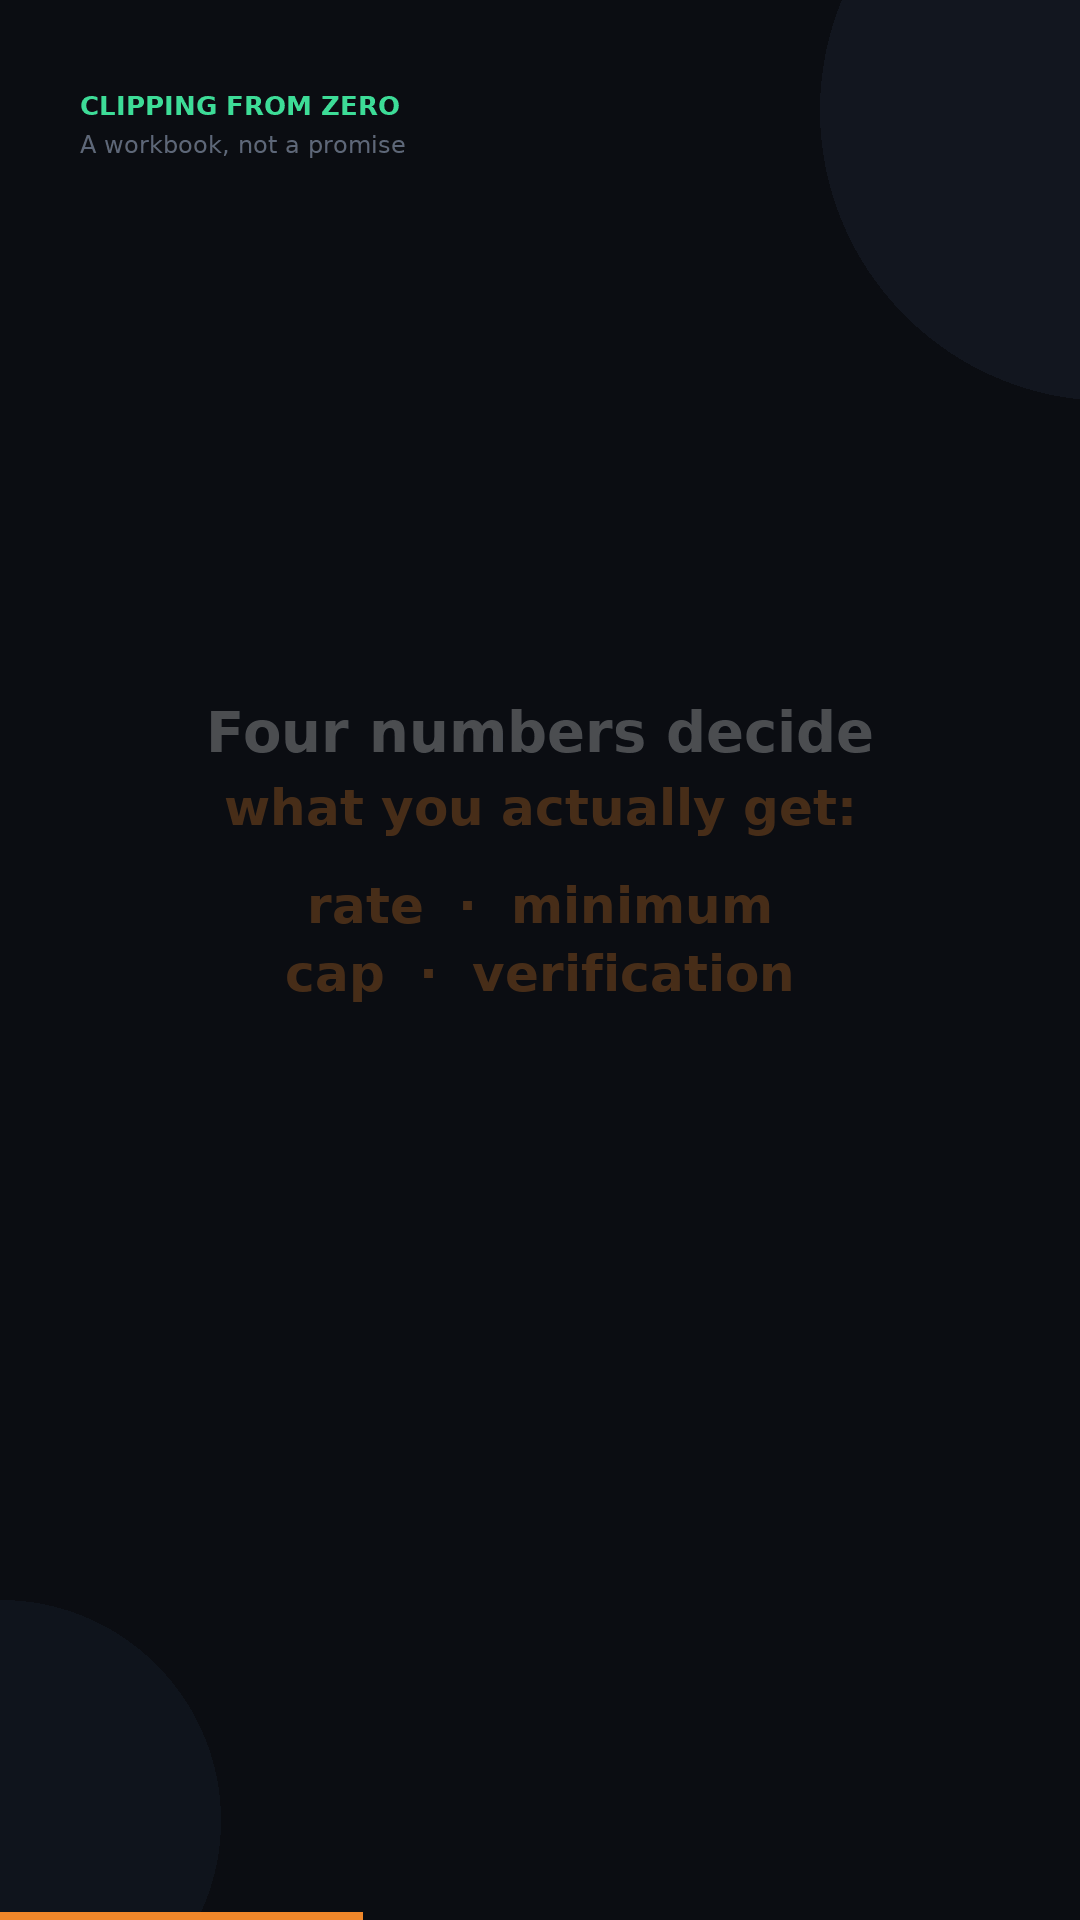 CLIPPING FROM ZERO
A workbook, not a promise
Four numbers decide
what you actually get:
rate · minimum
cap · verification